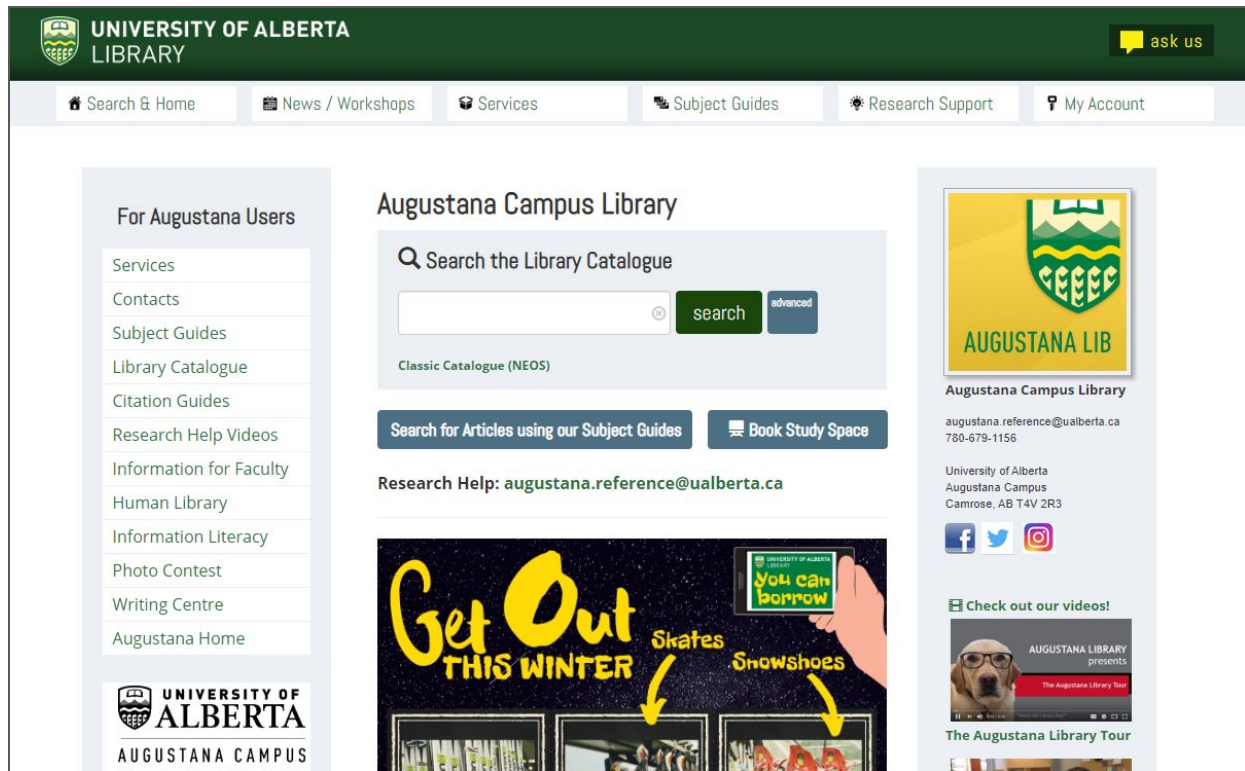 UNIVERSITY OF ALBERTA
LIBRARY
ask us
Search & Home
News / Workshops
Services
Subject Guides
Research Support
My Account
For Augustana Users
Services
Contacts
Subject Guides
Library Catalogue
Citation Guides
Research Help Videos
Information for Faculty
Human Library
Information Literacy
Photo Contest
Writing Centre
Augustana Home
UNIVERSITY OF
ALBERTA
AUGUSTANA CAMPUS
Augustana Campus Library
Search the Library Catalogue
search
advanced
Classic Catalogue (NEOS)
Search for Articles using our Subject Guides
Book Study Space
Research Help: augustana.reference@ualberta.ca
Get Out
THIS WINTER
UNIVERSITY OF ALBERTA
LIBRARY
You can
borrow
Skates
Snowshoes
AUGUSTANA LIB
Augustana Campus Library
augustana.reference@ualberta.ca
780-679-1156
University of Alberta
Augustana Campus
Camrose, AB T4V 2R3
Check out our videos!
AUGUSTANA LIBRARY
presents
The Augustana Library Tour
The Augustana Library Tour